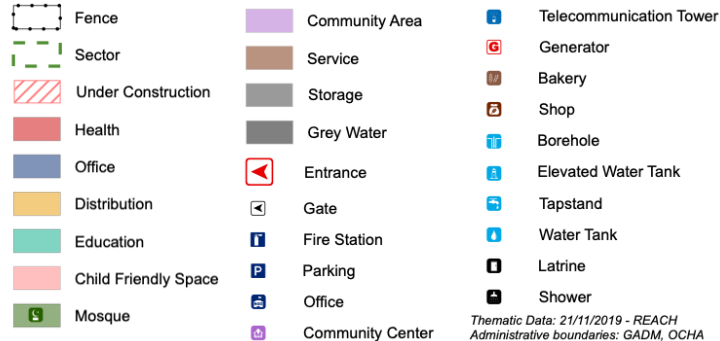 Fence
Sector
Under Construction
Health
Office
Distribution
Education
Child Friendly Space
Mosque
Community Area
Service
Storage
Grey Water
Entrance
Gate
Fire Station
P
Parking
Office
Community Center
Telecommunication Tower
G
Generator
Bakery
Shop
Borehole
Elevated Water Tank
Tapstand
Water Tank
Latrine
Shower
Thematic Data: 21/11/2019 - REACH
Administrative boundaries: GADM, OCHA